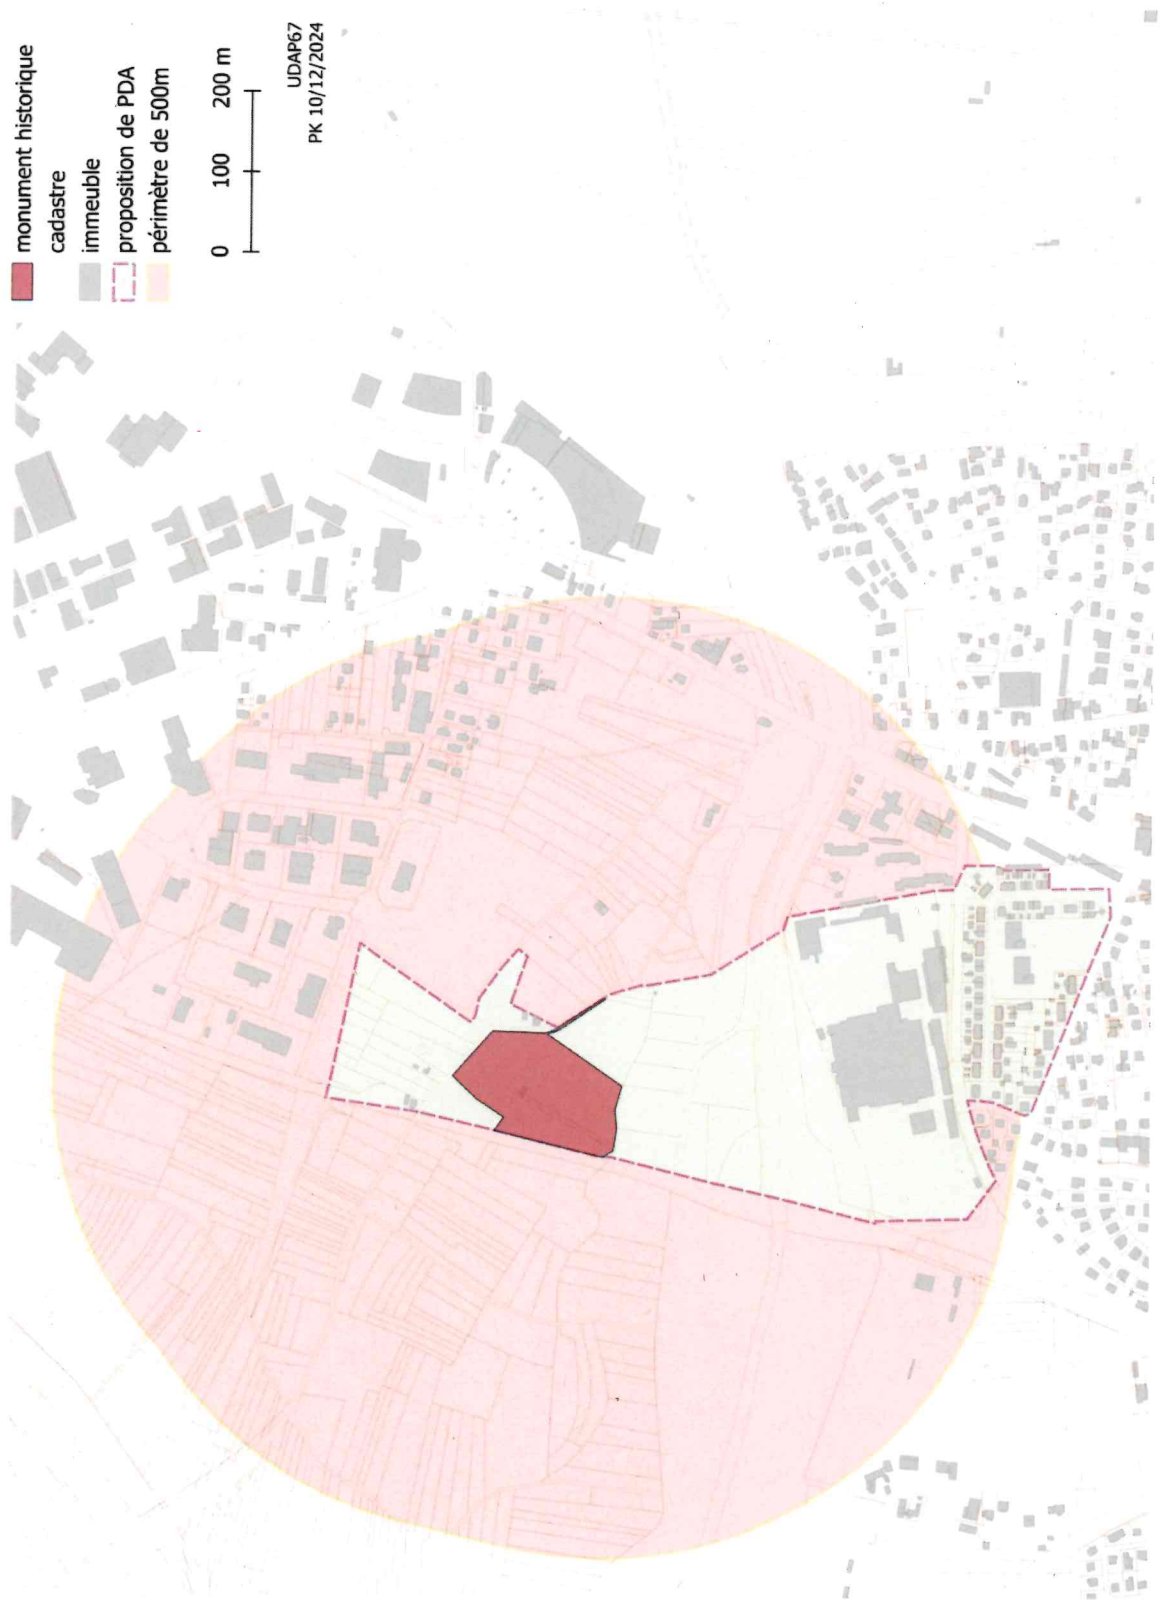 monument historique
cadastre
immeuble
proposition de PDA
périmètre de 500m
0 100 200 m
UDAP67
PK 10/12/2024